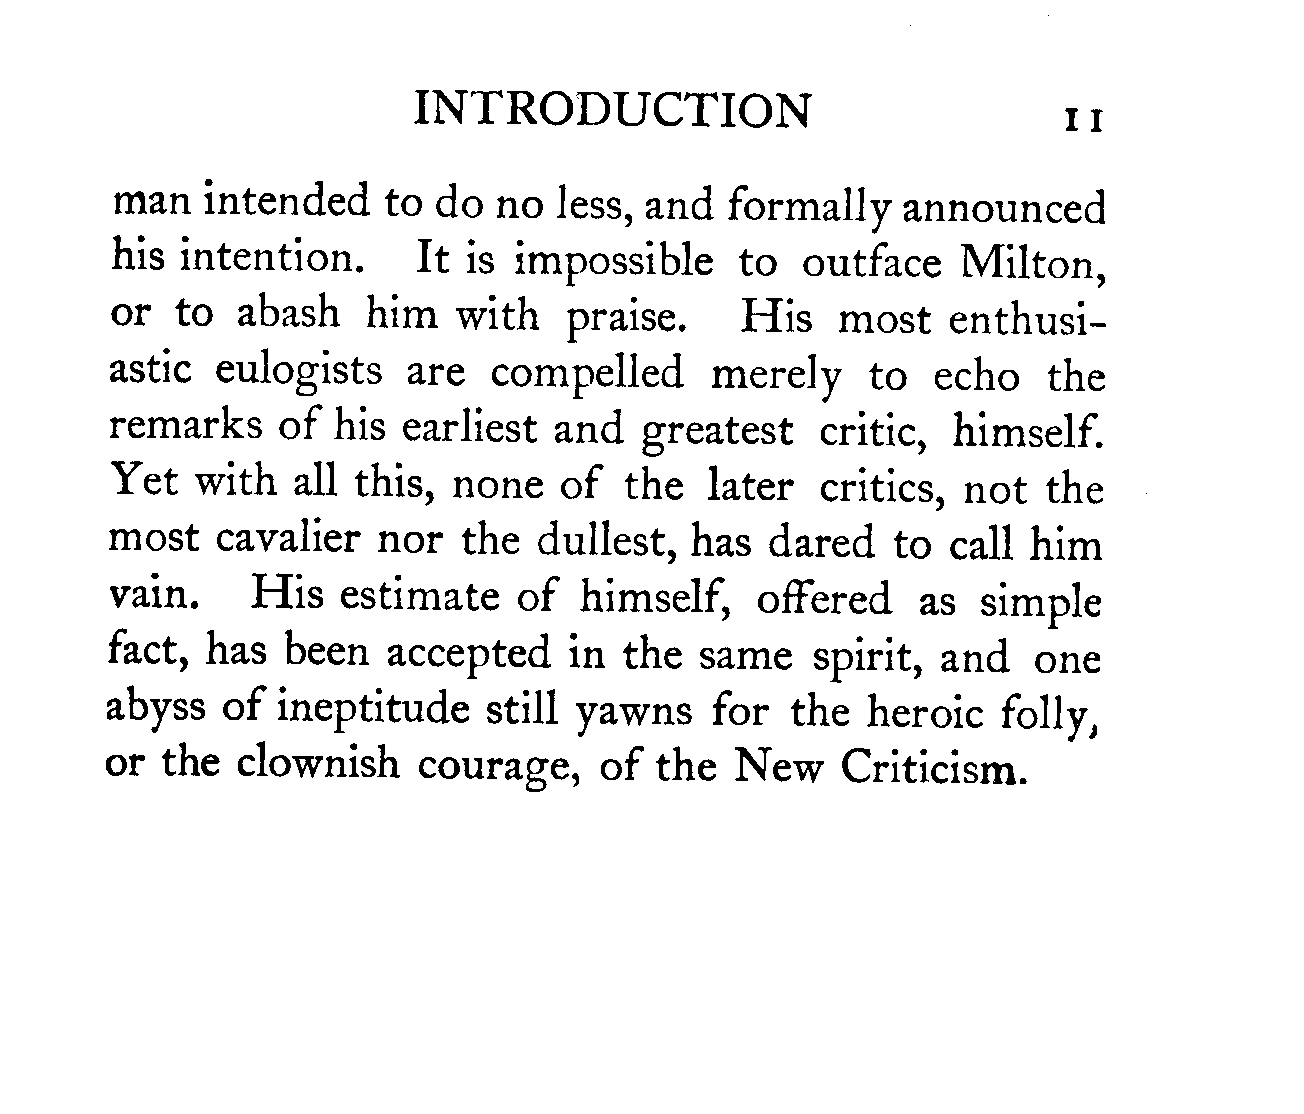 INTRODUCTION 11
man intended to do no less, and formally announced
his intention. It is impossible to outface Milton,
or to abash him with praise. His most enthusi-
astic eulogists are compelled merely to echo the
remarks of his earliest and greatest critic, himself.
Yet with all this, none of the later critics, not the
most cavalier nor the dullest, has dared to call him
vain. His estimate of himself, offered as simple
fact, has been accepted in the same spirit, and one
abyss of ineptitude still yawns for the heroic folly,
or the clownish courage, of the New Criticism.